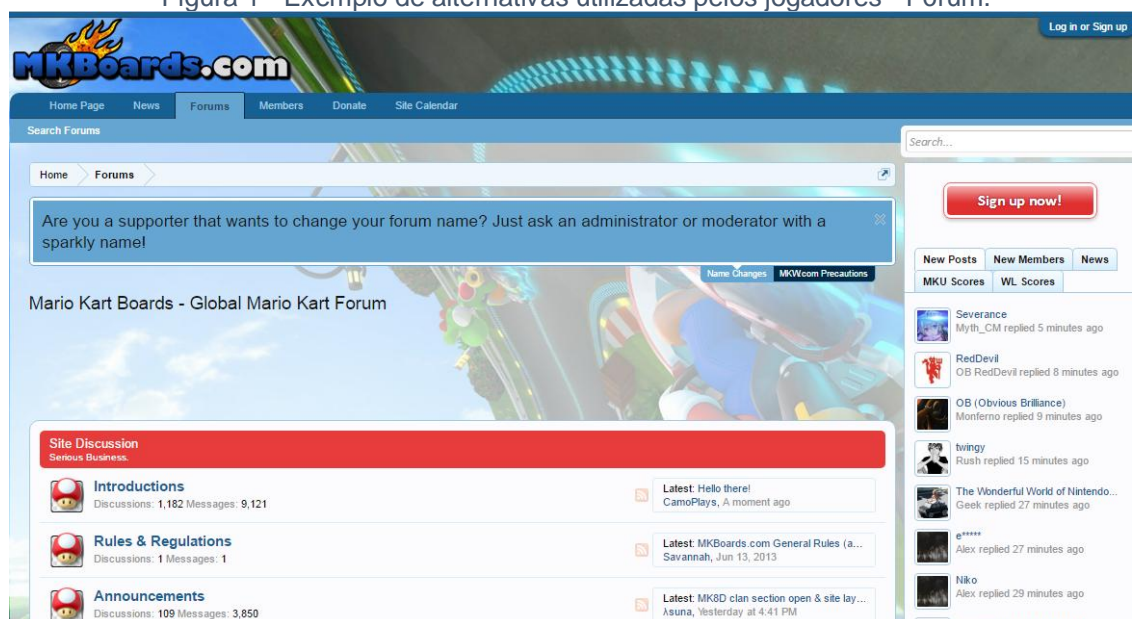 Figura 1 - Exemplo de alternativas utilizadas pelos jogadores - Fórum.
Log in or Sign up
MKBoards.com
Home Page News Forums Members Donate Site Calendar
Search Forums
Search...
Home Forums
Are you a supporter that wants to change your forum name? Just ask an administrator or moderator with a
sparkly name!
Name Changes MKWcom Precautions
Mario Kart Boards - Global Mario Kart Forum
Site Discussion
Serious Business.
Introductions
Discussions: 1,182 Messages: 9,121
Latest: Hello there!
CamoPlays, A moment ago
Rules & Regulations
Discussions: 1 Messages: 1
Latest: MKBoards.com General Rules (a...
Savannah, Jun 13, 2013
Announcements
Discussions: 109 Messages: 3,850
Latest: MK8D clan section open & site lay...
λsuna, Yesterday at 4:41 PM
Sign up now!
New Posts New Members News
MKU Scores WL Scores
Severance
Myth_CM replied 5 minutes ago
RedDevil
OB RedDevil replied 8 minutes ago
OB (Obvious Brilliance)
Monferno replied 9 minutes ago
twingy
Rush replied 15 minutes ago
The Wonderful World of Nintendo...
Geek replied 27 minutes ago
e*****
Alex replied 27 minutes ago
Niko
Alex replied 29 minutes ago